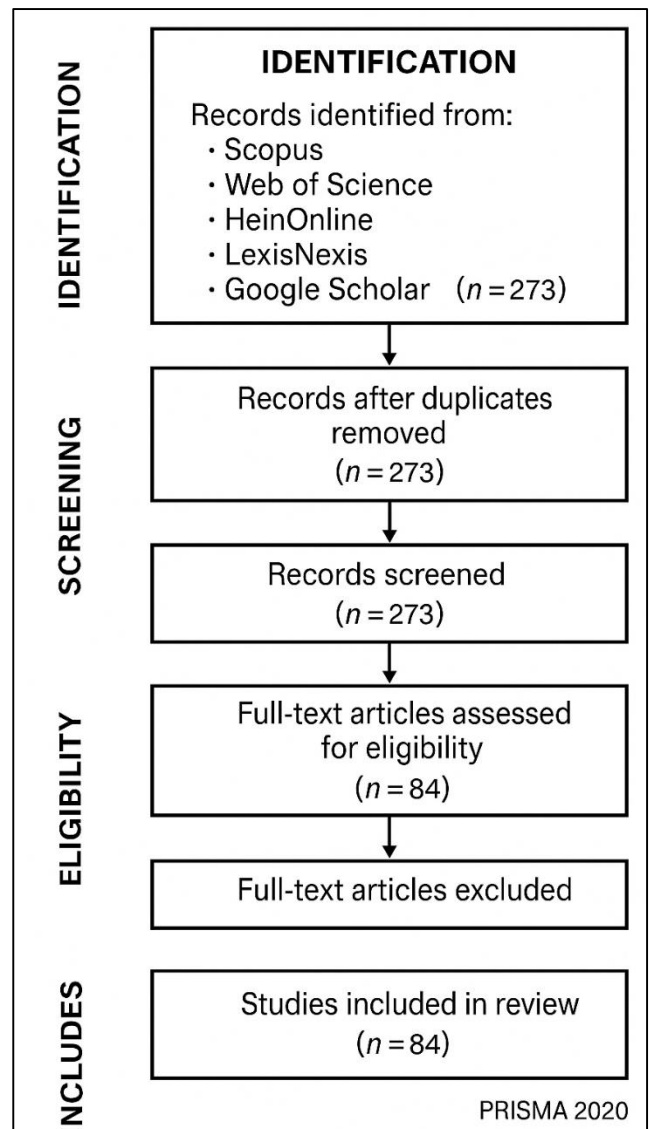 IDENTIFICATION
IDENTIFICATION
Records identified from:
· Scopus
· Web of Science
· HeinOnline
· LexisNexis
· Google Scholar (n = 273)
SCREENING
Records after duplicates
removed
(n = 273)
Records screened
(n = 273)
ELIGIBILITY
Full-text articles assessed
for eligibility
(n = 84)
Full-text articles excluded
NCLUDES
Studies included in review
(n = 84)
PRISMA 2020